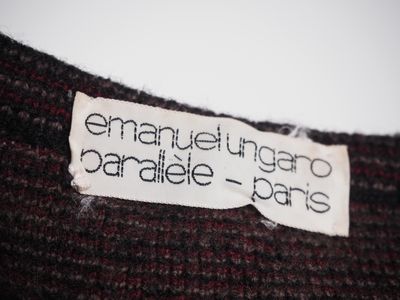 emanuel ungaro
parallèle – paris